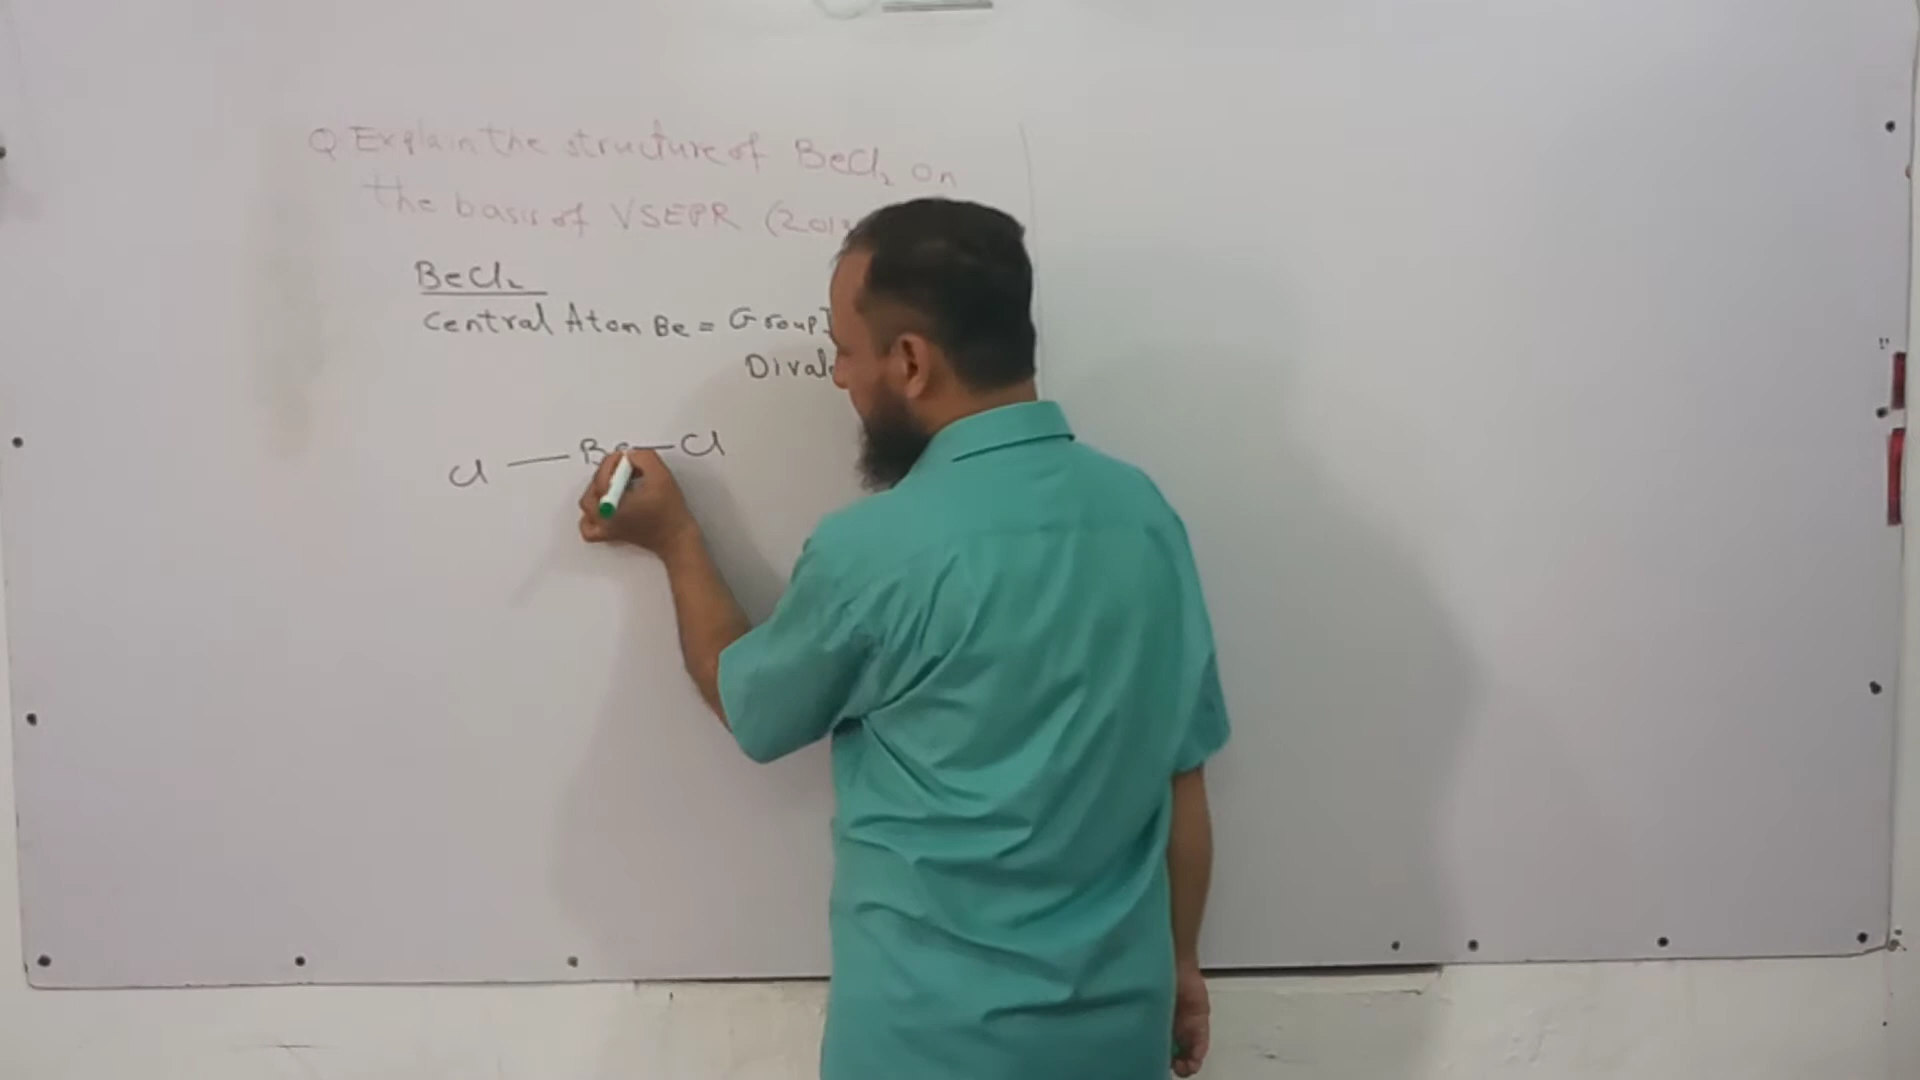 Q Explain the structure of BeCl₂ on
the basis of VSEPR (201
BeCl₂
Central Atom Be = Group
Dival
Cl — Be — Cl